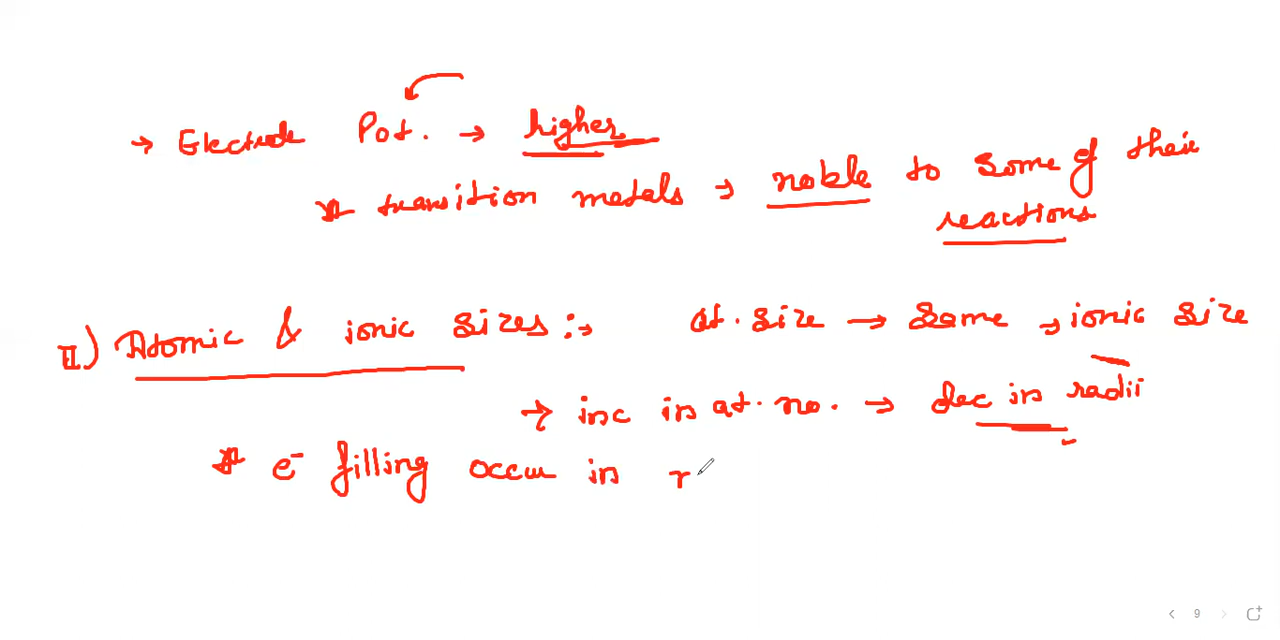 → Electrode Pot. → higher
* transition metals → noble to some of their
reactions
II) Atomic & ionic sizes :→ at. size → same → ionic size
→ inc in at. no. → dec in radii
* e⁻ filling occur in r
< 9 >